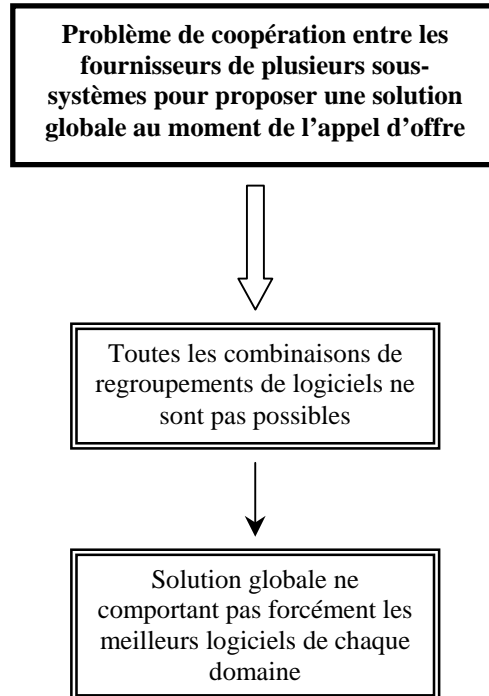 Problème de coopération entre les
fournisseurs de plusieurs sous-
systèmes pour proposer une solution
globale au moment de l'appel d'offre
Toutes les combinaisons de
regroupements de logiciels ne
sont pas possibles
Solution globale ne
comportant pas forcément les
meilleurs logiciels de chaque
domaine